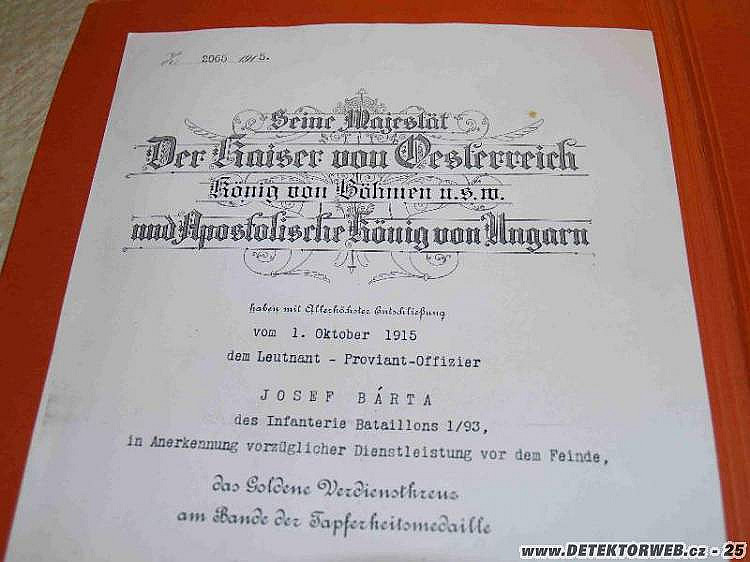 2065 1915.
Seine Majestät
Der Kaiser von Oesterreich
König von Böhmen u.s.w.
und Apostolische König von Ungarn
haben mit Allerhöchster Entschließung
vom 1. Oktober 1915
dem Leutnant - Proviant-Offizier
JOSEF BÁRTA
des Infanterie Bataillons 1/93,
in Anerkennung vorzüglicher Dienstleistung vor dem Feinde,
das Goldene Verdienstkreuz
am Bande der Tapferheitsmedaille
www.DETEKTORWEB.cz - 25